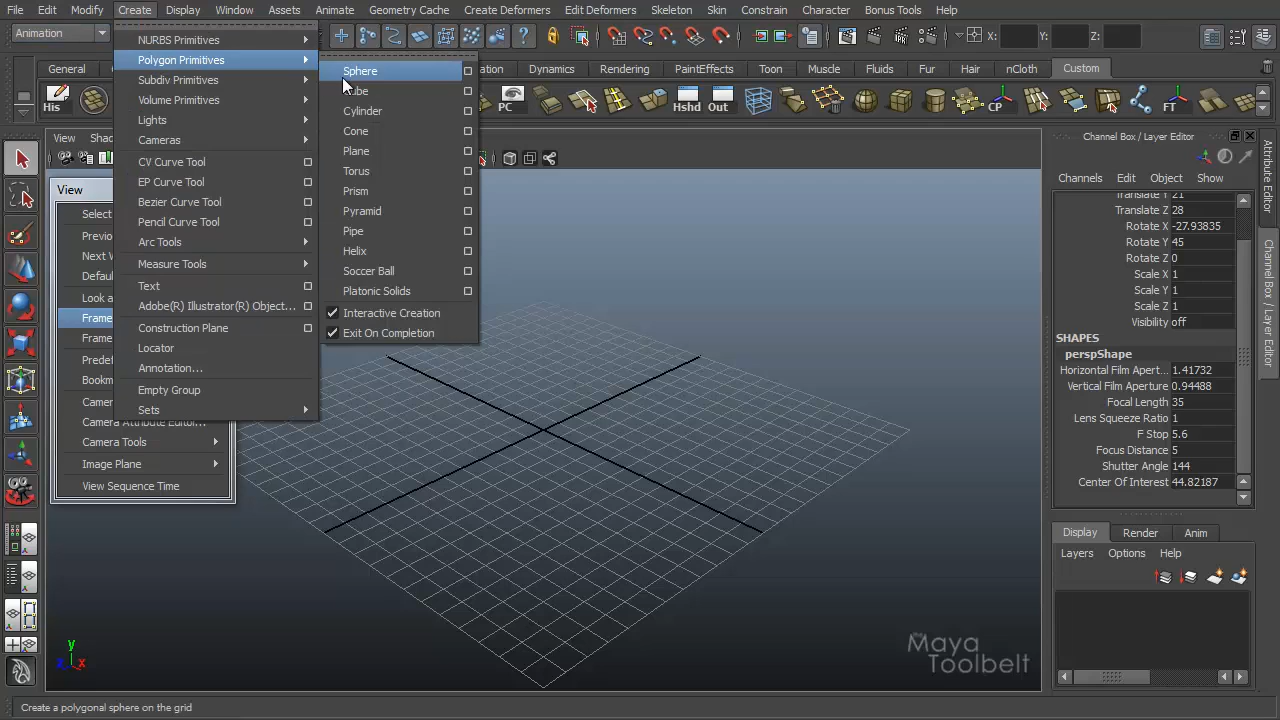 File Edit Modify Create Display Window Assets Animate Geometry Cache Create Deformers Edit Deformers Skeleton Skin Constrain Character Bonus Tools Help
Animation
X: Y: Z:
General
Dynamics Rendering PaintEffects Toon Muscle Fluids Fur Hair nCloth Custom
His PC Hshd Out CP FT
NURBS Primitives
Polygon Primitives
Subdiv Primitives
Volume Primitives
Lights
Cameras
CV Curve Tool
EP Curve Tool
Bezier Curve Tool
Pencil Curve Tool
Arc Tools
Measure Tools
Text
Adobe(R) Illustrator(R) Object...
Construction Plane
Locator
Annotation...
Empty Group
Sets
Sphere
Cylinder
Cone
Plane
Torus
Prism
Pyramid
Pipe
Helix
Soccer Ball
Platonic Solids
Interactive Creation
Exit On Completion
View
View
Select
Look a
Camera Tools
Image Plane
View Sequence Time
Channel Box / Layer Editor
Channels Edit Object Show
Translate Y 21
Translate Z 28
Rotate X -27.93835
Rotate Y 45
Rotate Z 0
Scale X 1
Scale Y 1
Scale Z 1
Visibility off
SHAPES
perspShape
Horizontal Film Apert... 1.41732
Vertical Film Aperture 0.94488
Focal Length 35
Lens Squeeze Ratio 1
F Stop 5.6
Focus Distance 5
Shutter Angle 144
Center Of Interest 44.82187
Attribute Editor
Channel Box / Layer Editor
Display Render Anim
Layers Options Help
y
z x
Maya
Toolbelt
Create a polygonal sphere on the grid